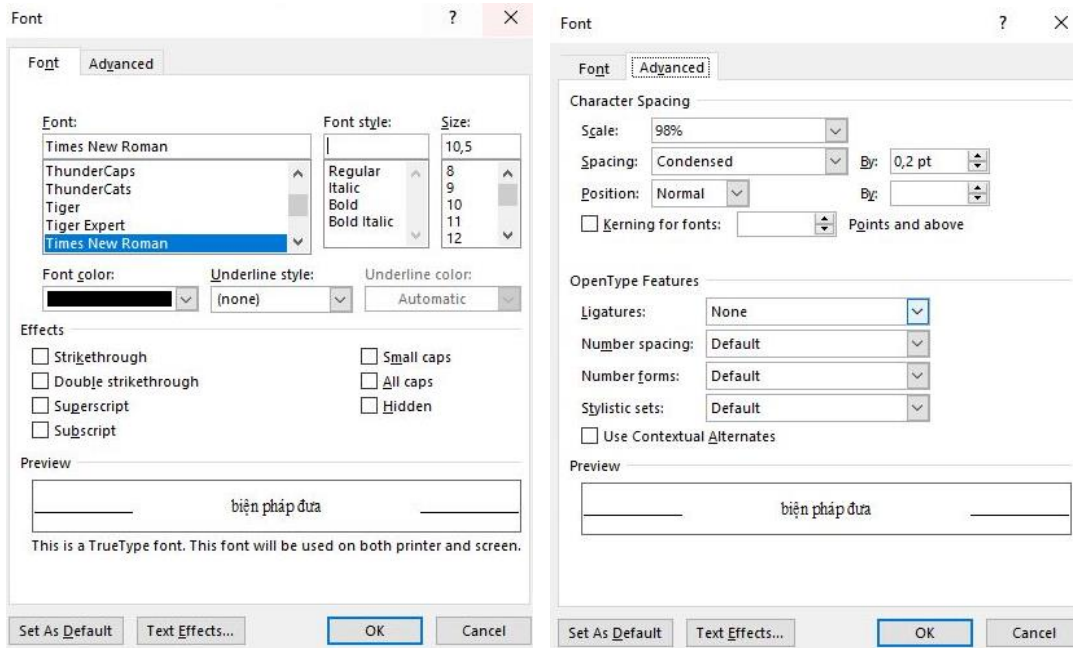 Font ?
Font Advanced
Font: Font style: Size:
Times New Roman 10,5
ThunderCaps Regular 8
ThunderCats Italic 9
Tiger Bold 10
Tiger Expert Bold Italic 11
Times New Roman 12
Font color: Underline style: Underline color:
(none) Automatic
Effects
Strikethrough Small caps
Double strikethrough All caps
Superscript Hidden
Subscript
Preview
biện pháp đưa
This is a TrueType font. This font will be used on both printer and screen.
Set As Default Text Effects... OK Cancel
Font ?
Font Advanced
Character Spacing
Scale: 98%
Spacing: Condensed By: 0,2 pt
Position: Normal By:
Kerning for fonts: Points and above
OpenType Features
Ligatures: None
Number spacing: Default
Number forms: Default
Stylistic sets: Default
Use Contextual Alternates
Preview
biện pháp đưa
Set As Default Text Effects... OK Cancel